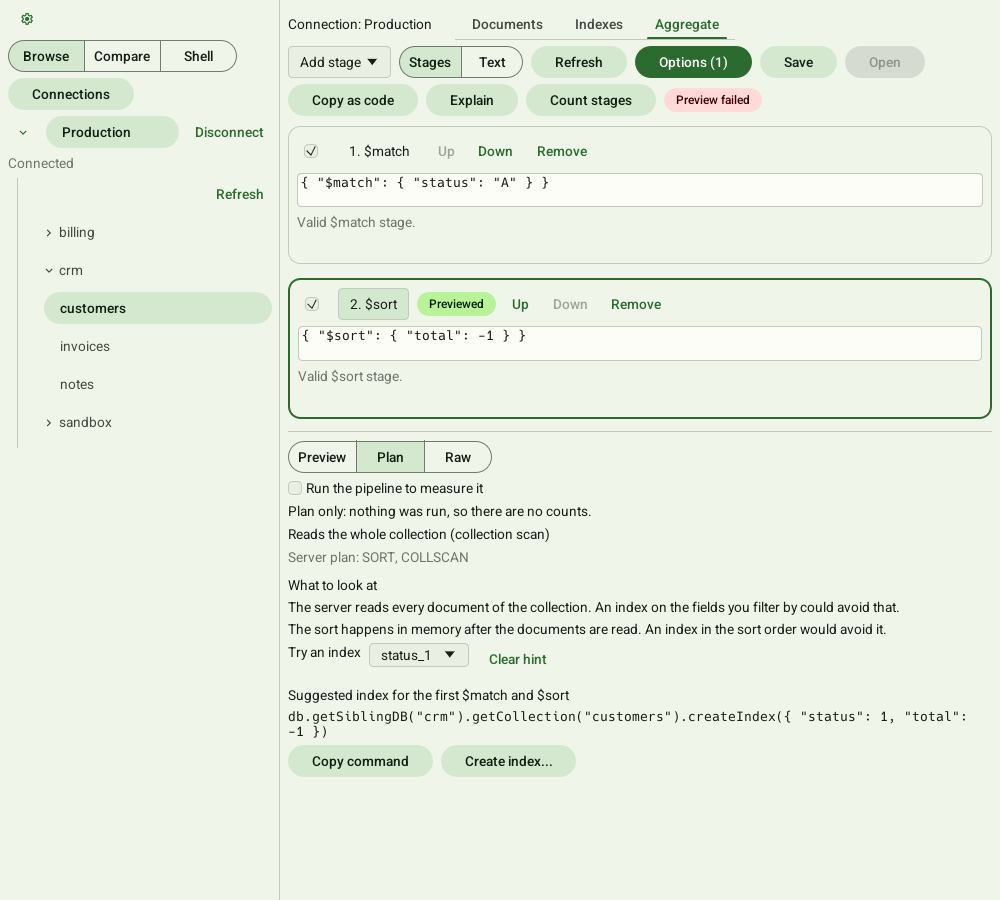 Browse
Compare
Shell
Connections
Production
Disconnect
Connected
Refresh
billing
crm
customers
invoices
notes
sandbox
Connection: Production
Documents
Indexes
Aggregate
Add stage
Stages
Text
Refresh
Options (1)
Save
Open
Copy as code
Explain
Count stages
Preview failed
1. $match
Up
Down
Remove
{ "$match": { "status": "A" } }
Valid $match stage.
2. $sort
Previewed
Up
Down
Remove
{ "$sort": { "total": -1 } }
Valid $sort stage.
Preview
Plan
Raw
Run the pipeline to measure it
Plan only: nothing was run, so there are no counts.
Reads the whole collection (collection scan)
Server plan: SORT, COLLSCAN
What to look at
The server reads every document of the collection. An index on the fields you filter by could avoid that.
The sort happens in memory after the documents are read. An index in the sort order would avoid it.
Try an index
status_1
Clear hint
Suggested index for the first $match and $sort
db.getSiblingDB("crm").getCollection("customers").createIndex({ "status": 1, "total":
-1 })
Copy command
Create index...